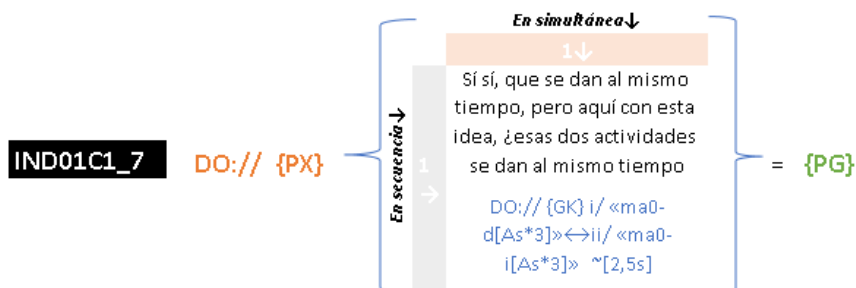 En simultánea↓
1↓
IND01C1_7
DO:// {PX}
En secuencia↓
1
→
Sí sí, que se dan al mismo
tiempo, pero aquí con esta
idea, ¿esas dos actividades
se dan al mismo tiempo
DO:// {GK} i/ «ma0-
d[As*3]»↔ii/ «ma0-
i[As*3]» ~[2,5s]
= {PG}